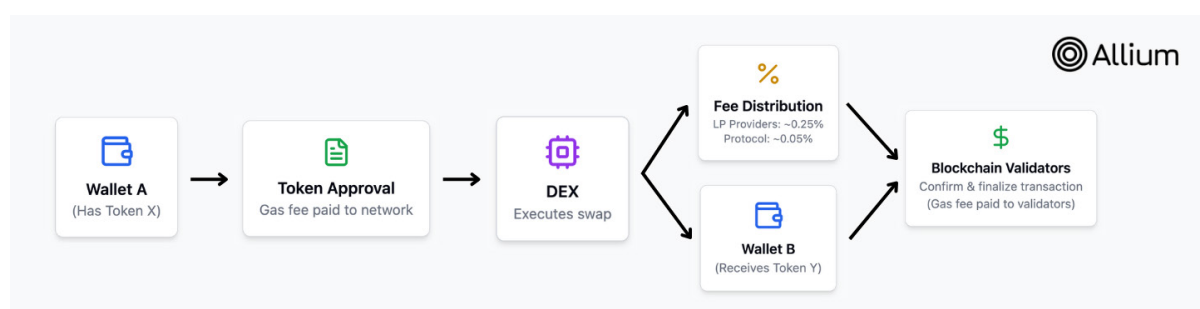 Allium
Wallet A
(Has Token X)
Token Approval
Gas fee paid to network
DEX
Executes swap
%
Fee Distribution
LP Providers: ~0.25%
Protocol: ~0.05%
Wallet B
(Receives Token Y)
$
Blockchain Validators
Confirm & finalize transaction
(Gas fee paid to validators)